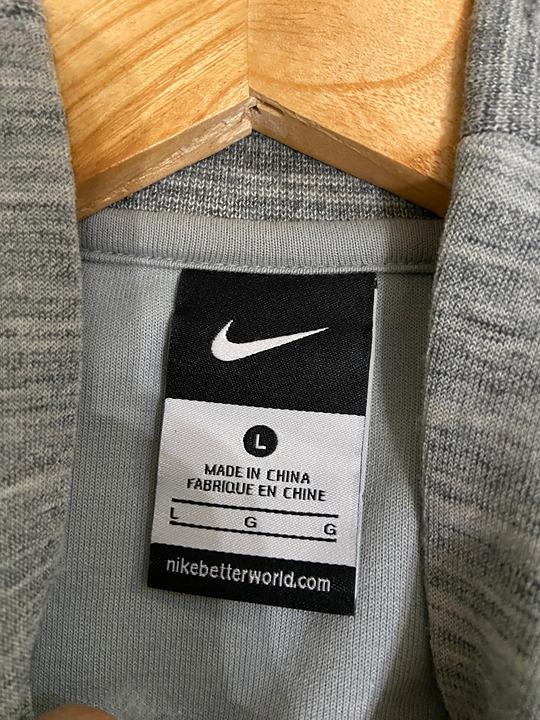 L
MADE IN CHINA
FABRIQUE EN CHINE
L G G
nikebetterworld.com